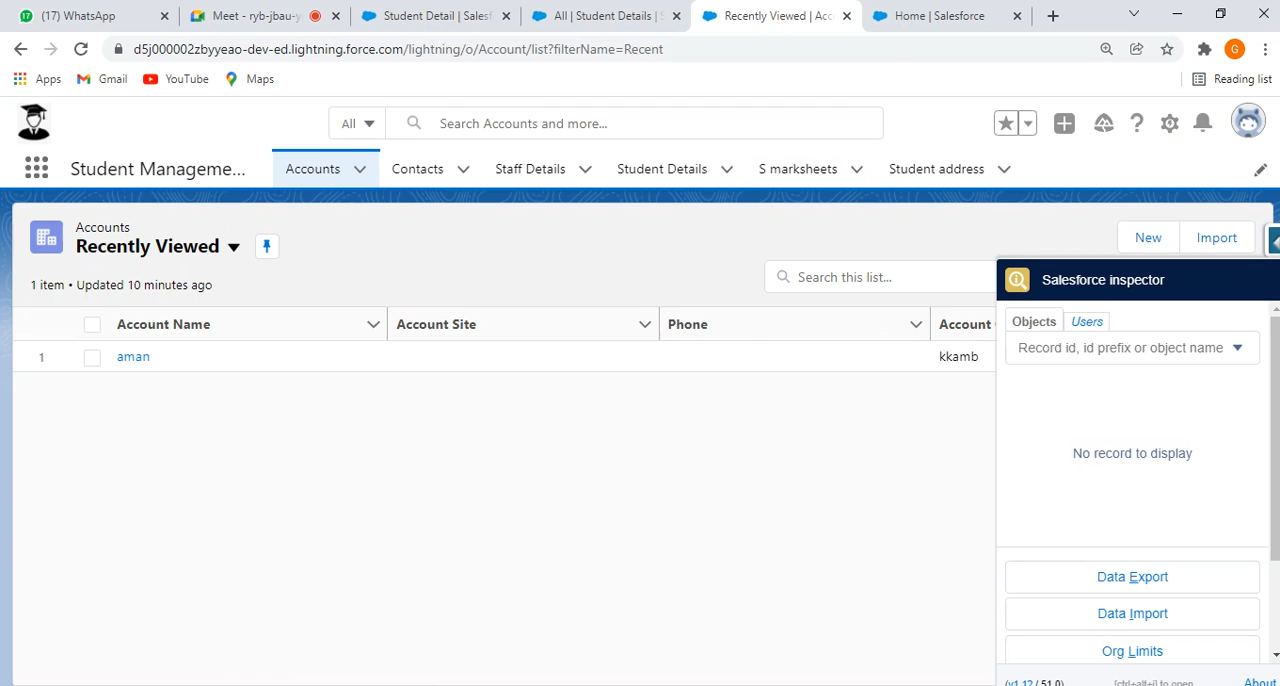 (17) WhatsApp
Meet - ryb-jbau-y
Student Detail | Salesf
All | Student Details | S
Recently Viewed | Acc
Home | Salesforce
d5j000002zbyyeao-dev-ed.lightning.force.com/lightning/o/Account/list?filterName=Recent
G
Apps
Gmail
YouTube
Maps
Reading list
All
Search Accounts and more...
Student Manageme...
Accounts
Contacts
Staff Details
Student Details
S marksheets
Student address
Accounts
Recently Viewed
New
Import
1 item • Updated 10 minutes ago
Search this list...
Salesforce inspector
Account Name
Account Site
Phone
Account
Objects
Users
Record id, id prefix or object name
1
aman
kkamb
No record to display
Data Export
Data Import
Org Limits
(v1.12 / 51.0)
[ctrl+alt+i] to open
About